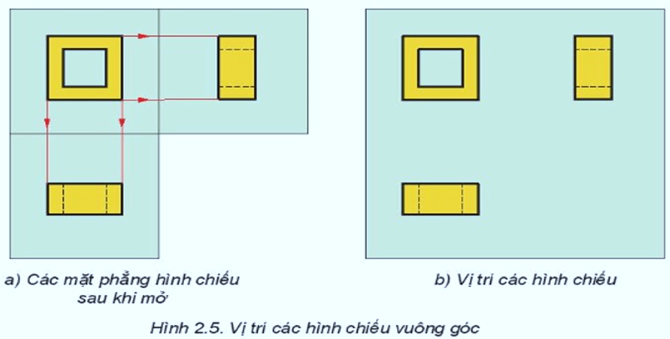 a) Các mặt phẳng hình chiếu
sau khi mở
b) Vị trí các hình chiếu
Hình 2.5. Vị trí các hình chiếu vuông góc